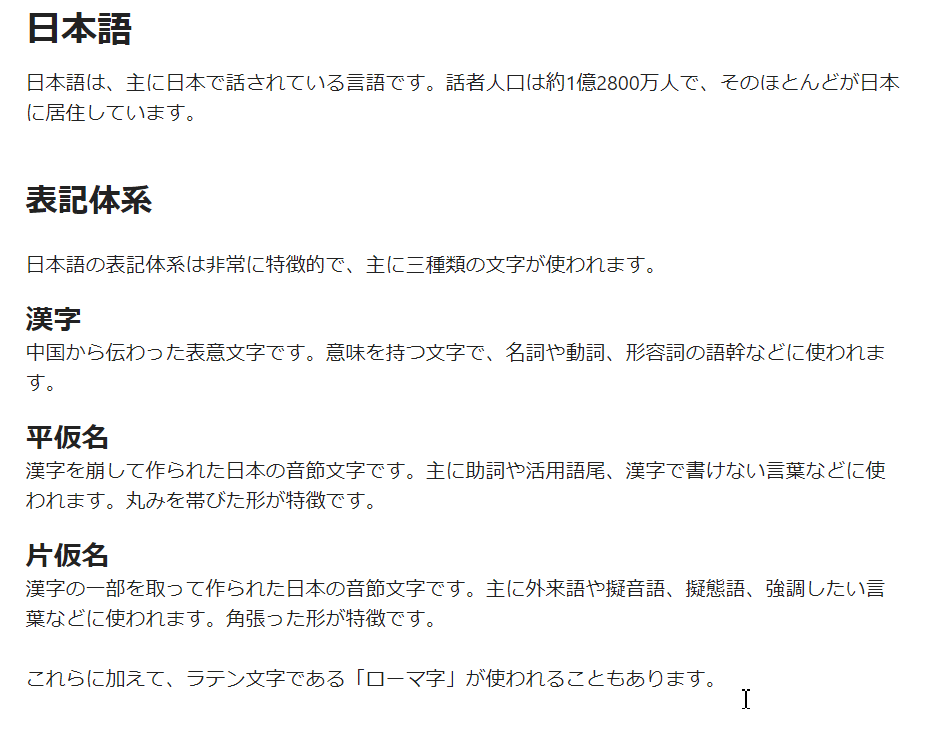 日本語
日本語は、主に日本で話されている言語です。話者人口は約1億2800万人で、そのほとんどが日本
に居住しています。
表記体系
日本語の表記体系は非常に特徴的で、主に三種類の文字が使われます。
漢字
中国から伝わった表意文字です。意味を持つ文字で、名詞や動詞、形容詞の語幹などに使われま
す。
平仮名
漢字を崩して作られた日本の音節文字です。主に助詞や活用語尾、漢字で書けない言葉などに使
われます。丸みを帯びた形が特徴です。
片仮名
漢字の一部を取って作られた日本の音節文字です。主に外来語や擬音語、擬態語、強調したい言
葉などに使われます。角張った形が特徴です。
これらに加えて、ラテン文字である「ローマ字」が使われることもあります。